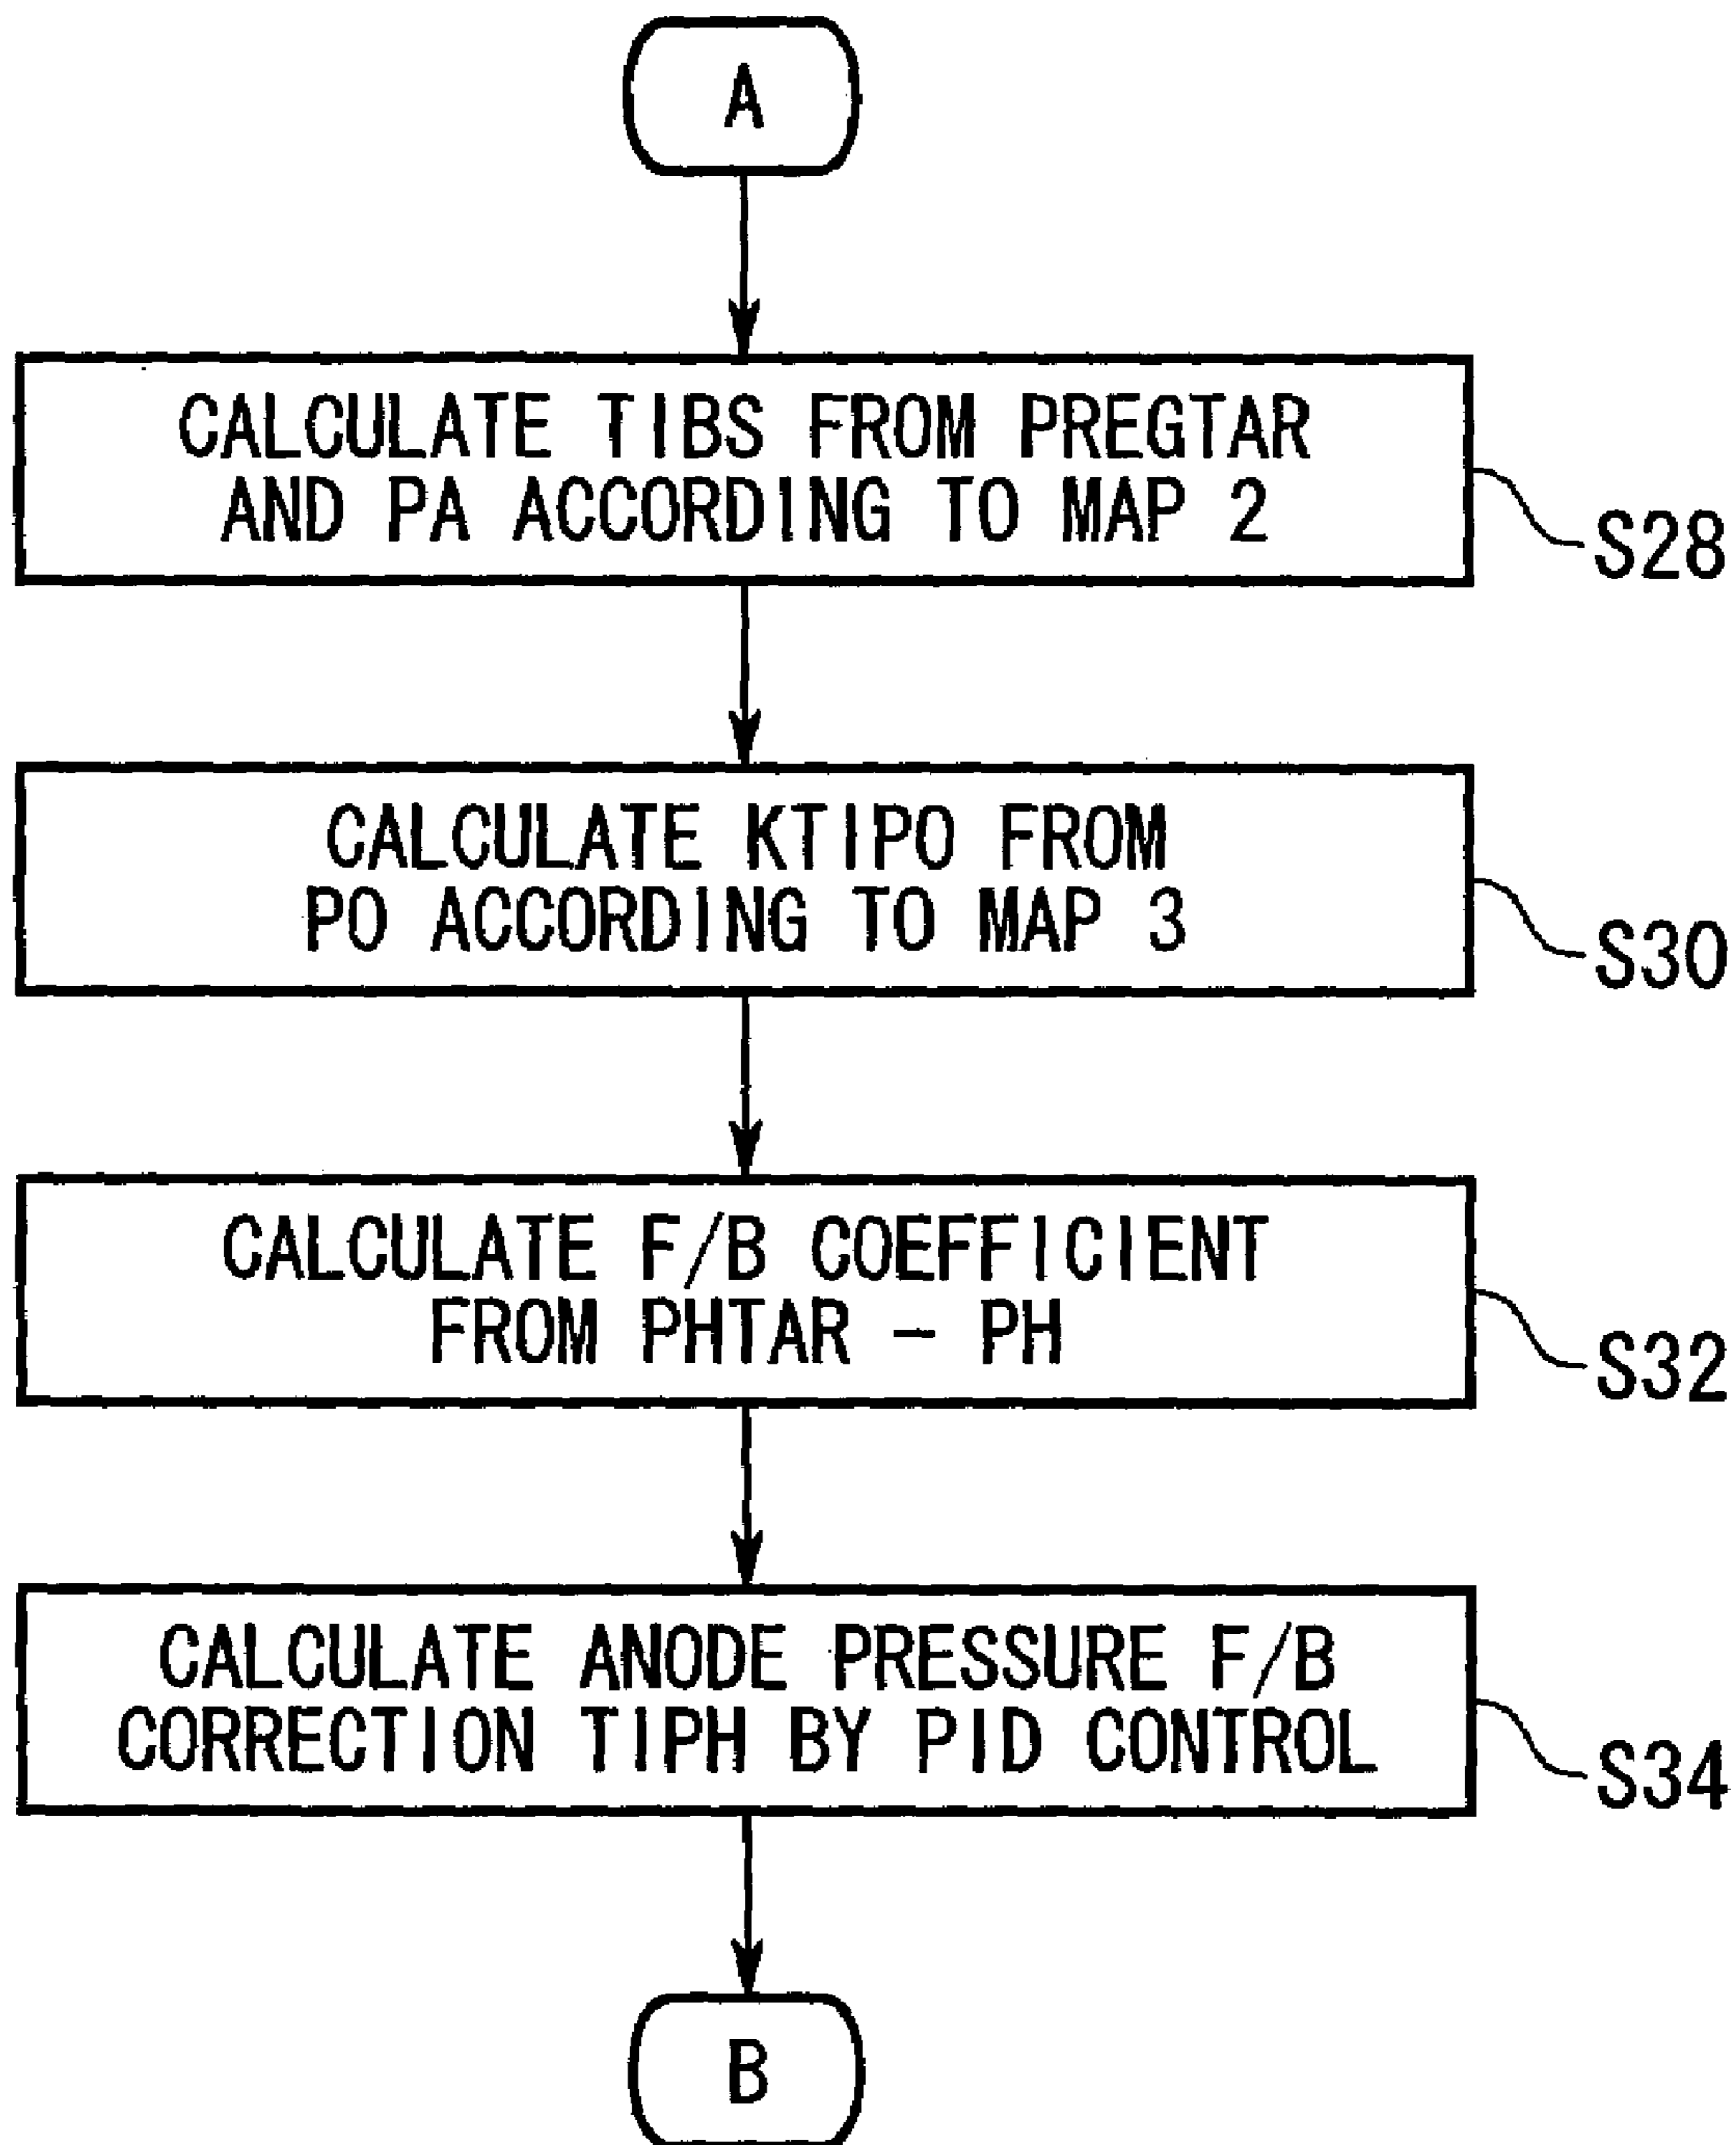 A
CALCULATE TIBS FROM PREGTAR
AND PA ACCORDING TO MAP 2
S28
CALCULATE KTIPO FROM
PO ACCORDING TO MAP 3
S30
CALCULATE F/B COEFFICIENT
FROM PHTAR - PH
S32
CALCULATE ANODE PRESSURE F/B
CORRECTION TIPH BY PID CONTROL
S34
B